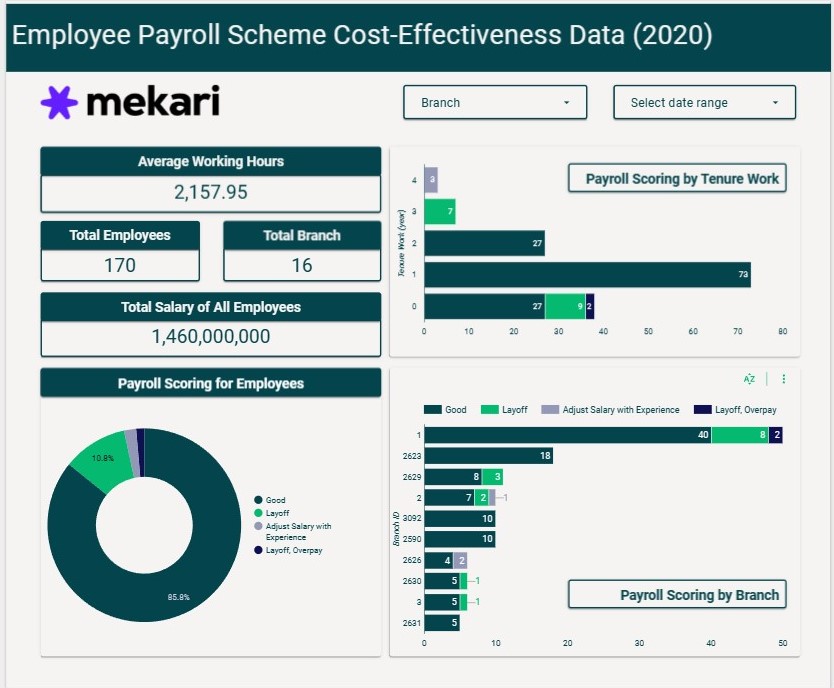 Employee Payroll Scheme Cost-Effectiveness Data (2020)
mekari
Branch
Select date range
Average Working Hours
2,157.95
Total Employees
170
Total Branch
16
Total Salary of All Employees
1,460,000,000
Payroll Scoring by Tenure Work
Tenure Work (year)
4 3
3 7
2 27
1 73
0 27 9 2
0 10 20 30 40 50 60 70 80
Payroll Scoring for Employees
10.8%
85.8%
Good
Layoff
Adjust Salary with
Experience
Layoff, Overpay
Good Layoff Adjust Salary with Experience Layoff, Overpay
Branch ID
1 40 8 2
2623 18
2629 8 3
2 7 2 1
3092 10
2590 10
2626 4 2
2630 5 1
3 5 1
2631 5
Payroll Scoring by Branch
0 10 20 30 40 50